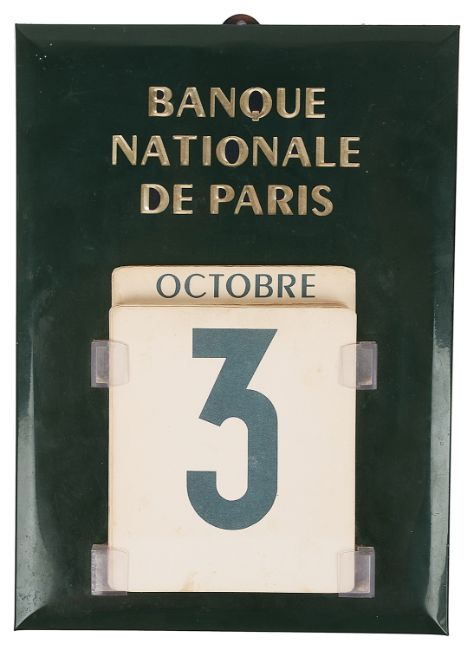 BANQUE
NATIONALE
DE PARIS
OCTOBRE
3